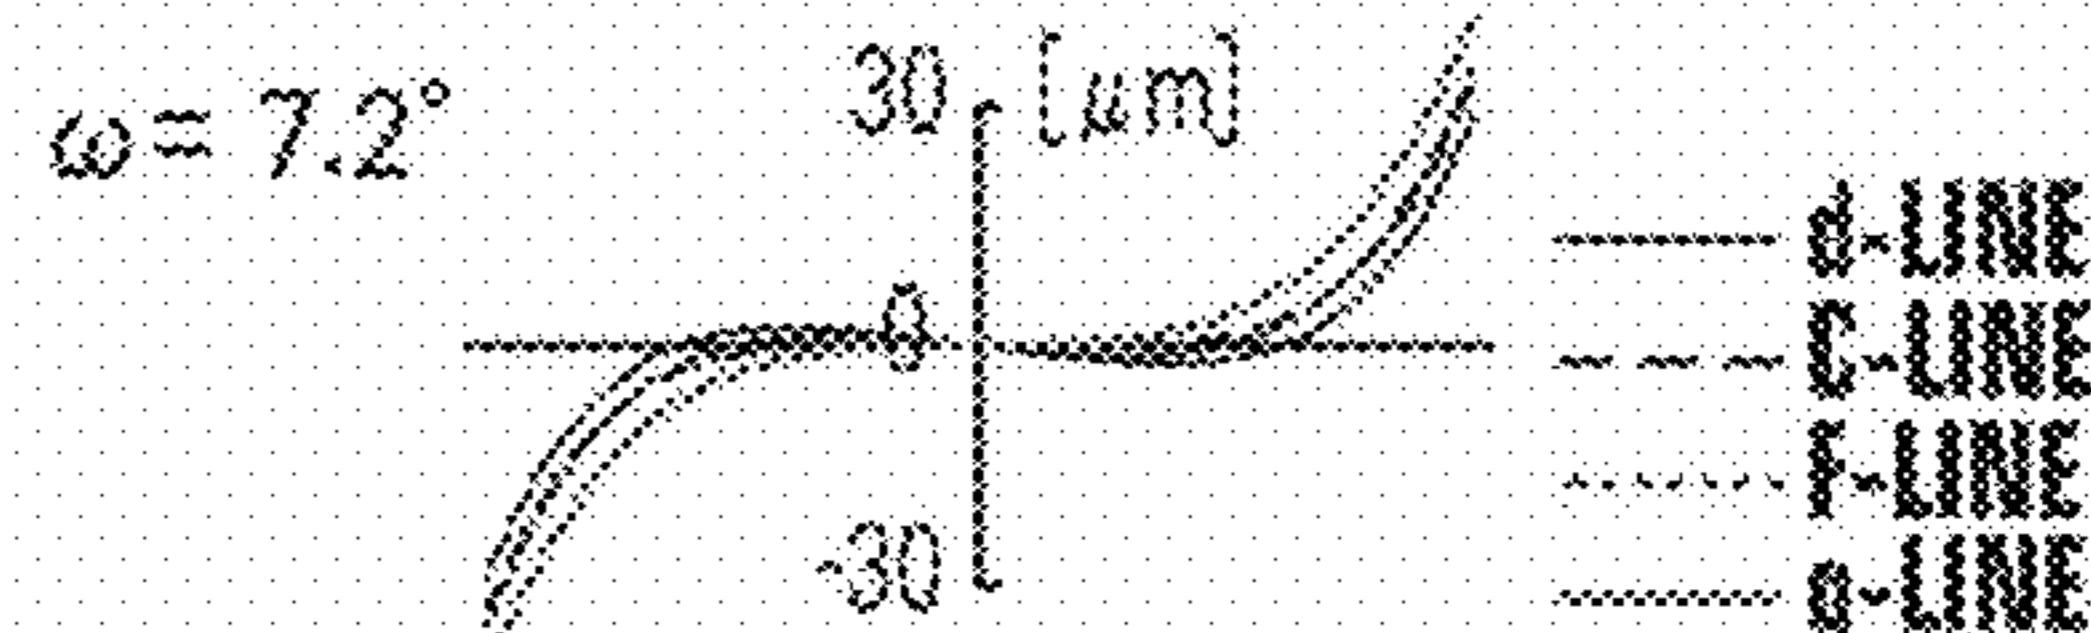 ω = 7.2°
30 [μm]
0
-30
d-LINE
C-LINE
F-LINE
g-LINE